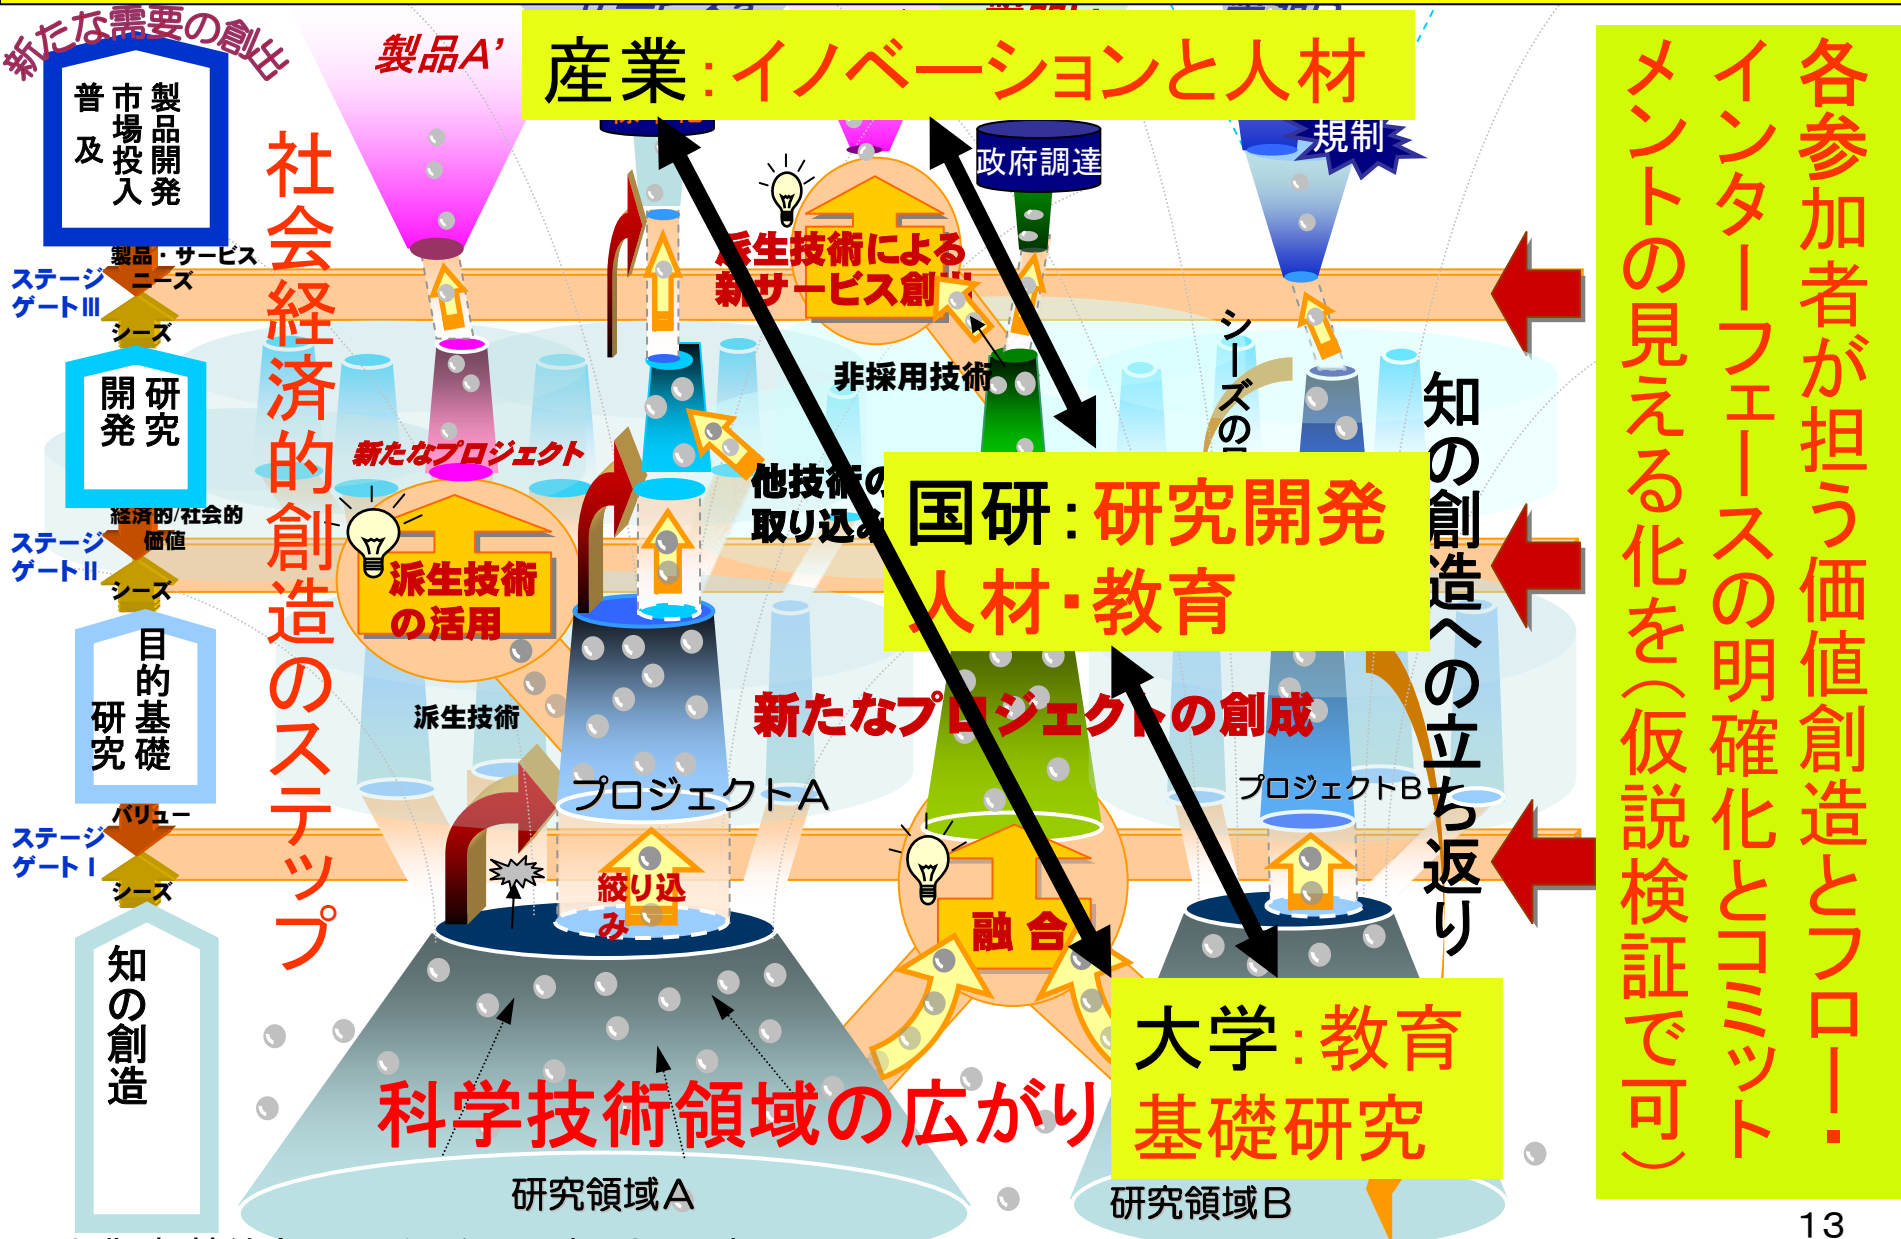 新たな需要の創出
製品開発
市場投入
普及
製品・サービス
ニーズ
ステージ
ゲートⅢ
シーズ
研究
開発
経済的/社会的
価値
ステージ
ゲートⅡ
シーズ
目的基礎
研究
バリュー
ステージ
ゲートⅠ
シーズ
知の創造
社会経済的創造のステップ
製品A’
産業：イノベーションと人材
政府調達
規制
派生技術による
新サービス創
非採用技術
シーズの
新たなプロジェクト
他技術の
取り込み
国研：研究開発
人材・教育
派生技術
の活用
派生技術
新たなプロジェクトの創成
プロジェクトA
プロジェクトB
絞り込
み
融合
大学：教育
基礎研究
科学技術領域の広がり
研究領域A
研究領域B
知の創造への立ち返り
各参加者が担う価値創造とフロー・
インターフェースの明確化とコミット
メントの見える化を（仮説検証で可）
13